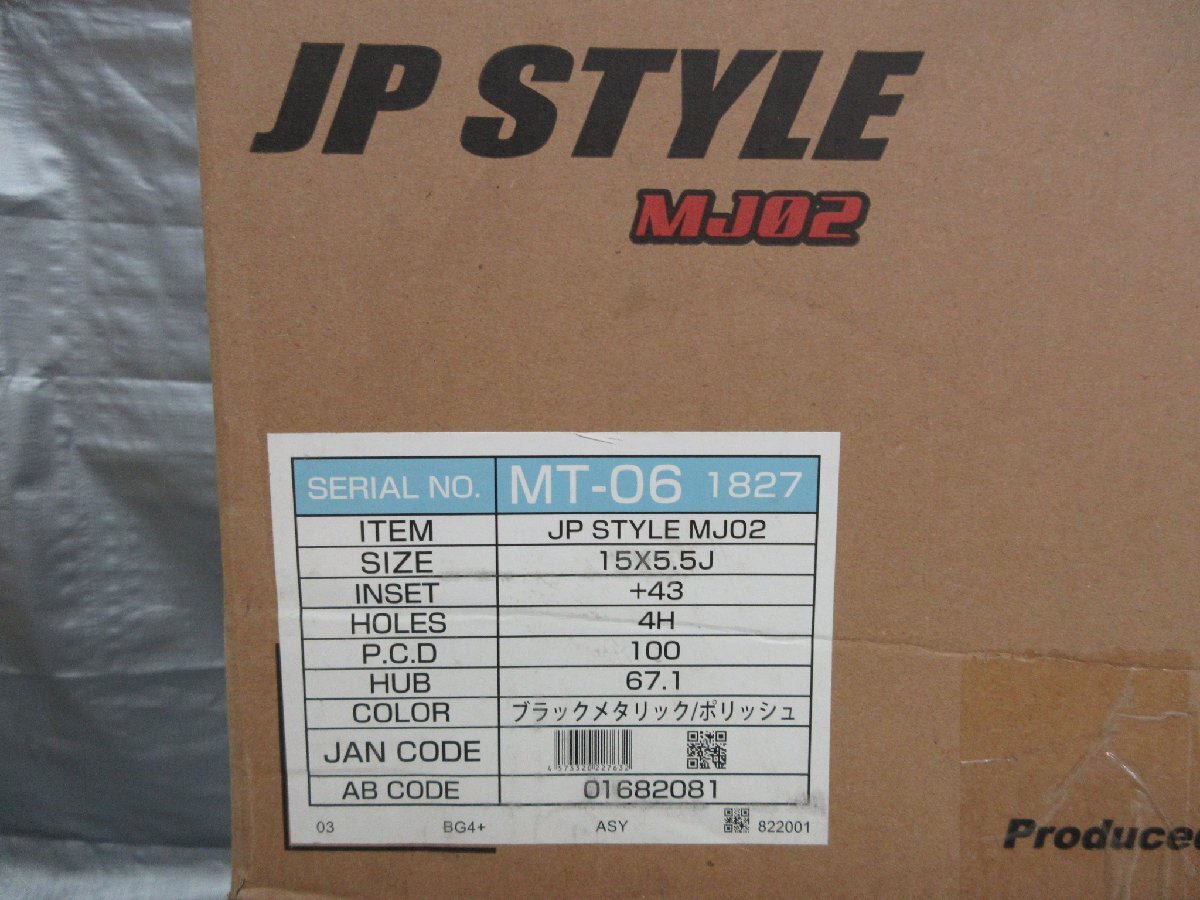 JP STYLE
MJ02
SERIAL NO. MT-06 1827
ITEM JP STYLE MJ02
SIZE 15X5.5J
INSET +43
HOLES 4H
P.C.D 100
HUB 67.1
COLOR ブラックメタリック/ポリッシュ
JAN CODE 4573320227632
AB CODE 01682081
03 BG4+ ASY 822001
Produced